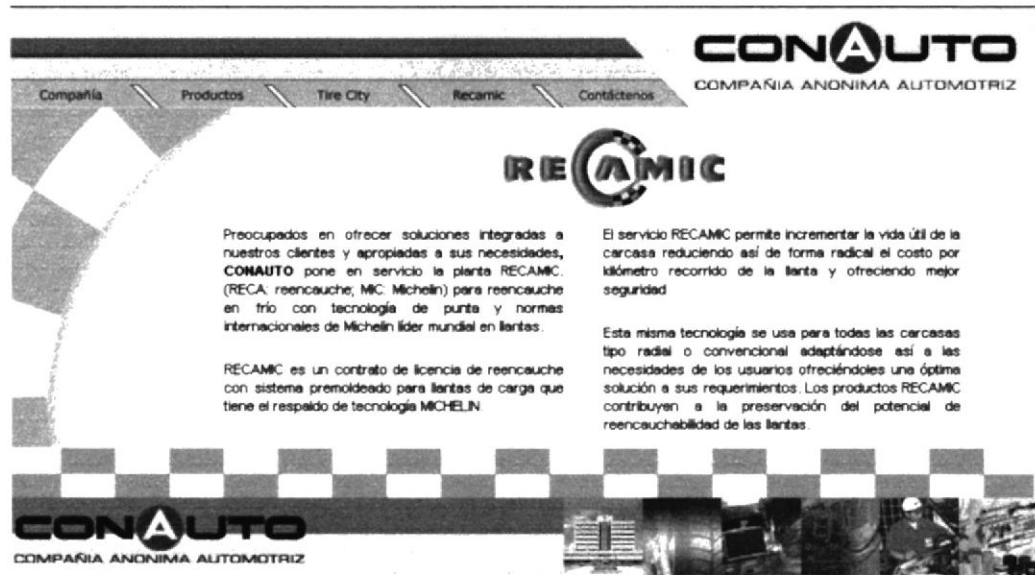 CONAUTO
COMPAÑIA ANONIMA AUTOMOTRIZ
Compañía Productos Tire City Recamic Contáctenos
RECAMIC
Preocupados en ofrecer soluciones integradas a
nuestros clientes y apropiadas a sus necesidades,
CONAUTO pone en servicio la planta RECAMIC.
(RECA: reencauche; MIC: Michelin) para reencauche
en frío con tecnología de punta y normas
internacionales de Michelin líder mundial en llantas.
RECAMIC es un contrato de licencia de reencauche
con sistema premoldeado para llantas de carga que
tiene el respaldo de tecnología MICHELIN.
El servicio RECAMIC permite incrementar la vida útil de la
carcasa reduciendo así de forma radical el costo por
kilómetro recorrido de la llanta y ofreciendo mejor
seguridad
Esta misma tecnología se usa para todas las carcasas
tipo radial o convencional adaptándose así a las
necesidades de los usuarios ofreciéndoles una óptima
solución a sus requerimientos. Los productos RECAMIC
contribuyen a la preservación del potencial de
reencauchabilidad de las llantas.
CONAUTO
COMPAÑIA ANONIMA AUTOMOTRIZ